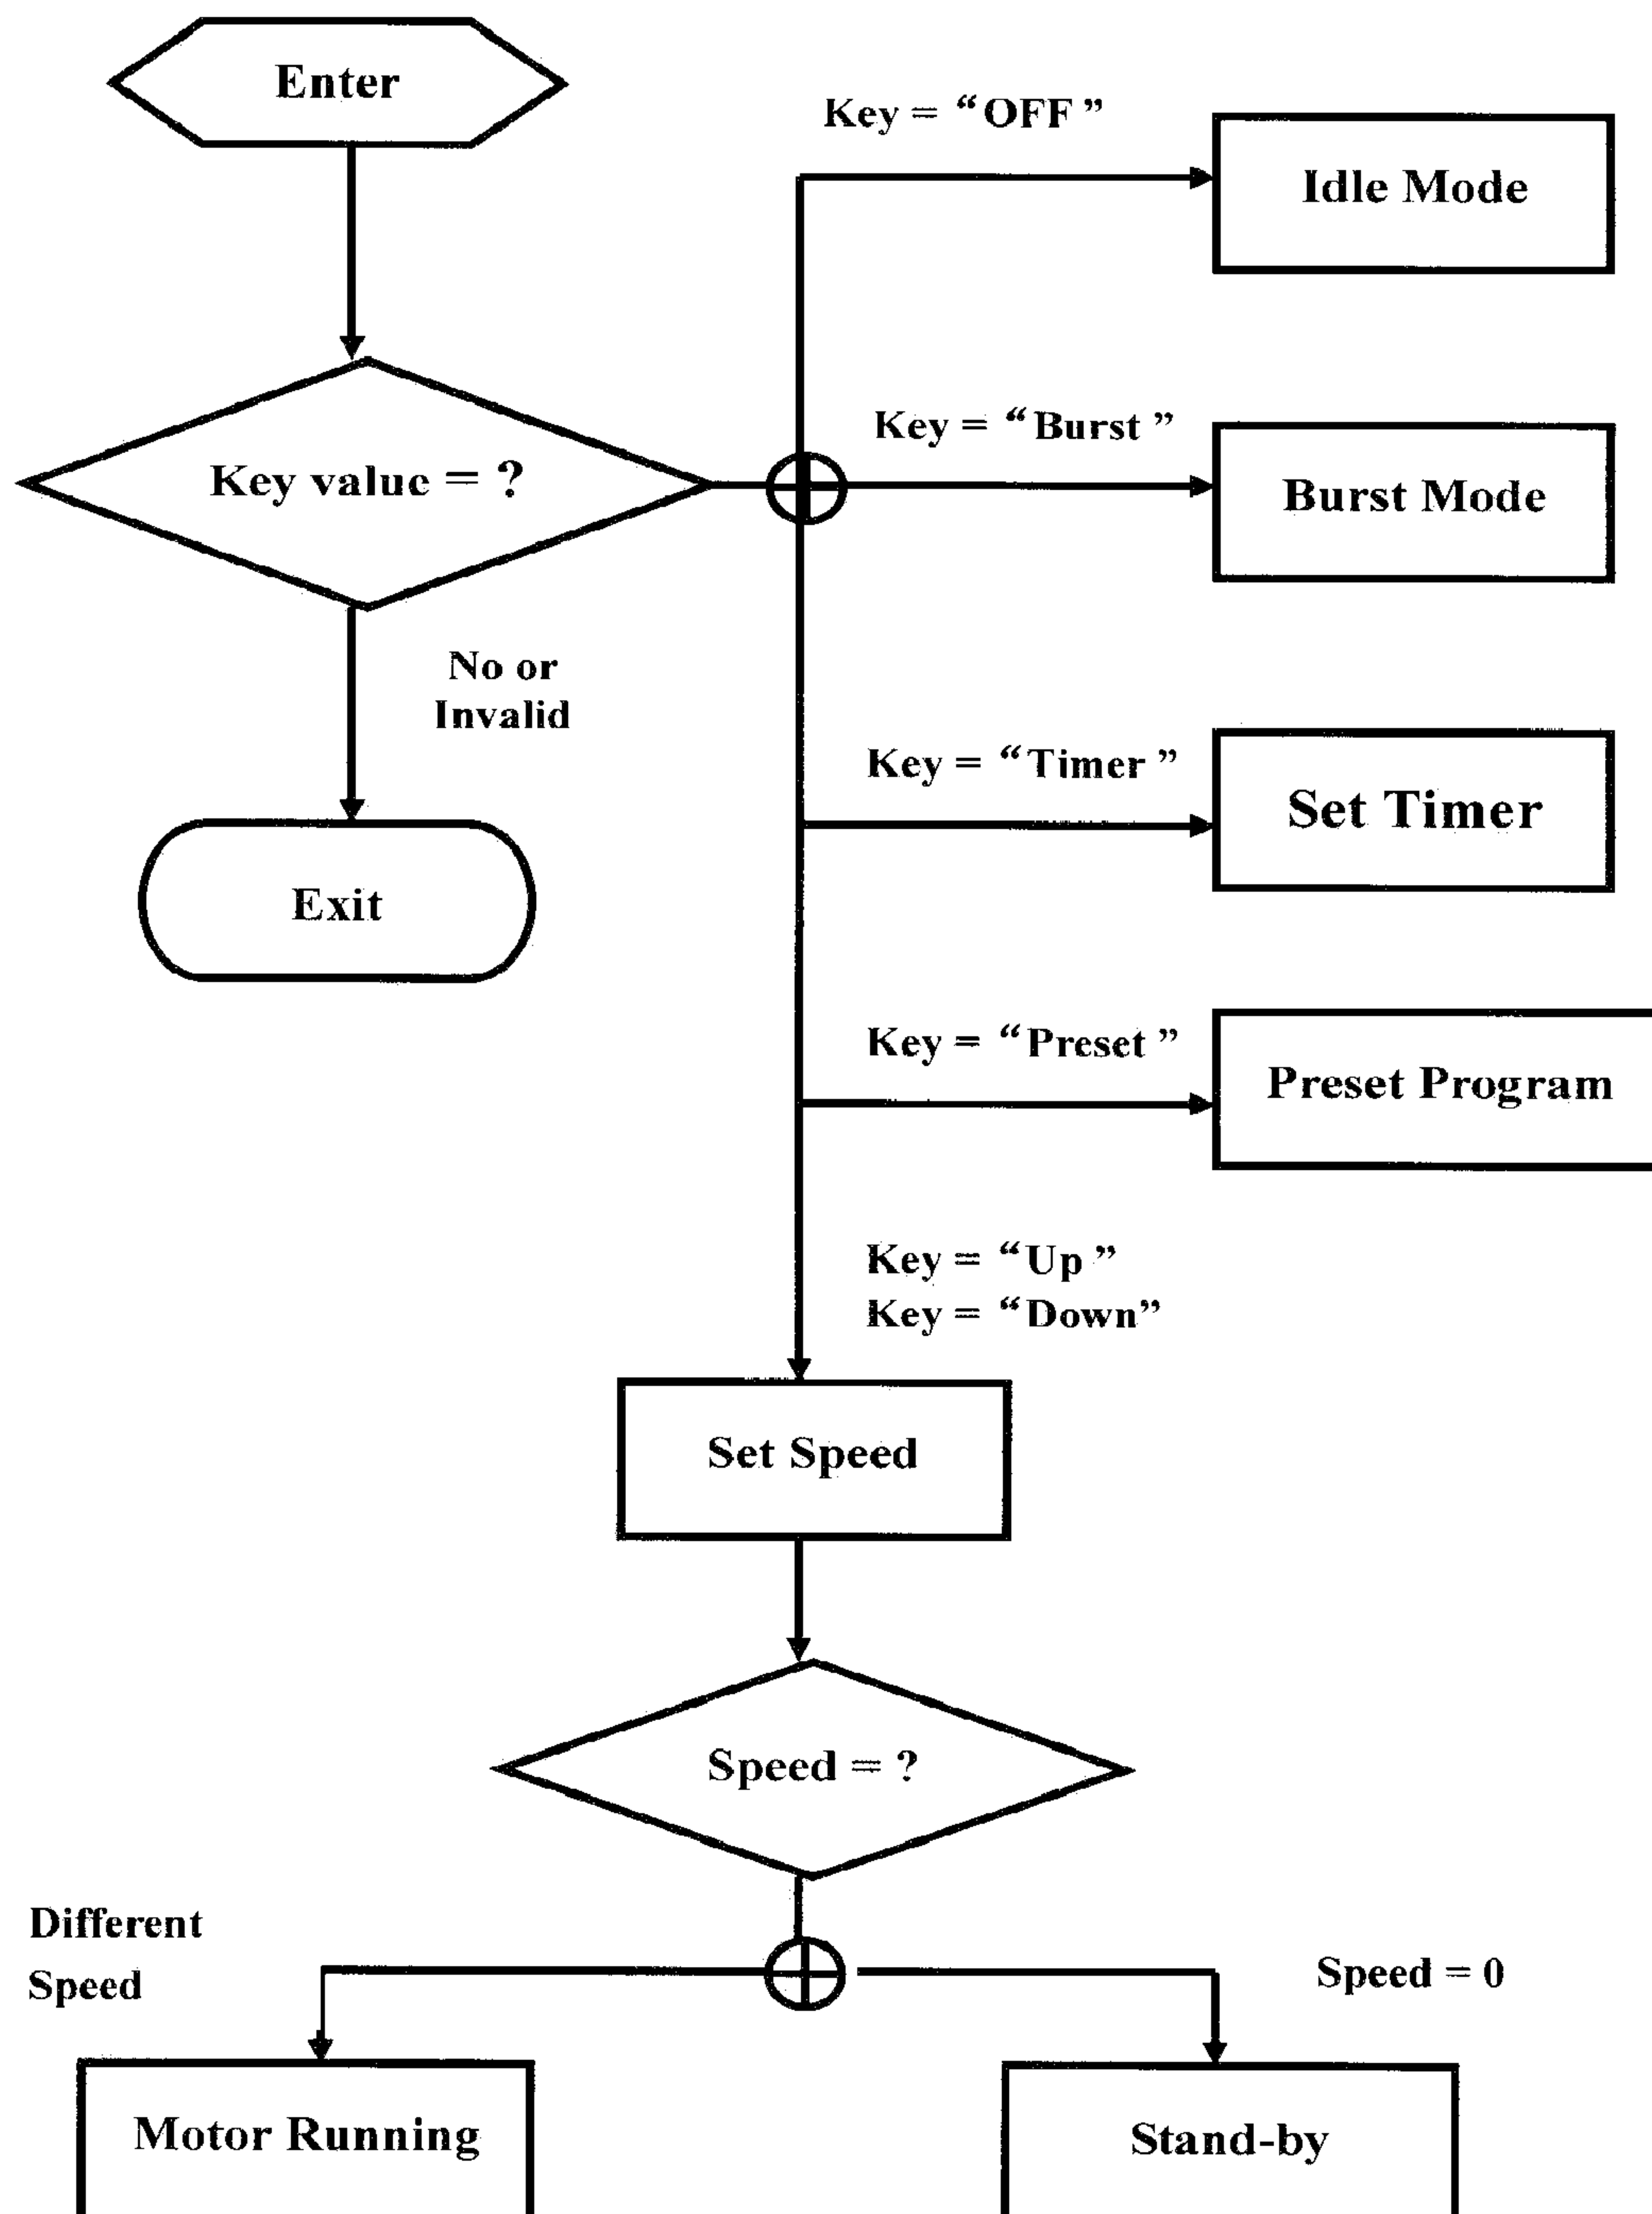 Enter
Key = “OFF”
Idle Mode
Key value = ?
Key = “Burst”
Burst Mode
No or
Invalid
Key = “Timer”
Set Timer
Exit
Key = “Preset”
Preset Program
Key = “Up”
Key = “Down”
Set Speed
Speed = ?
Different
Speed
Speed = 0
Motor Running
Stand-by